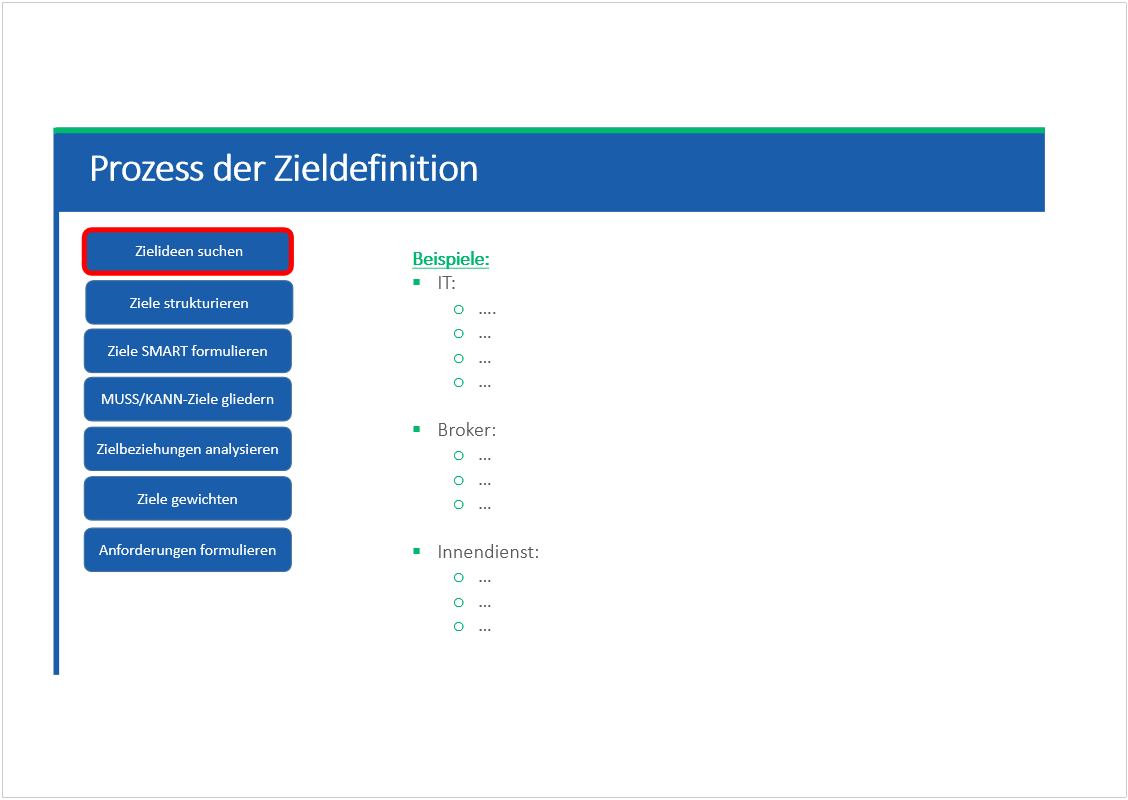 Prozess der Zieldefinition
Zielideen suchen
Ziele strukturieren
Ziele SMART formulieren
MUSS/KANN-Ziele gliedern
Zielbeziehungen analysieren
Ziele gewichten
Anforderungen formulieren
Beispiele:
▪ IT:
o ....
o ...
o ...
o ...
▪ Broker:
o ...
o ...
o ...
▪ Innendienst:
o ...
o ...
o ...